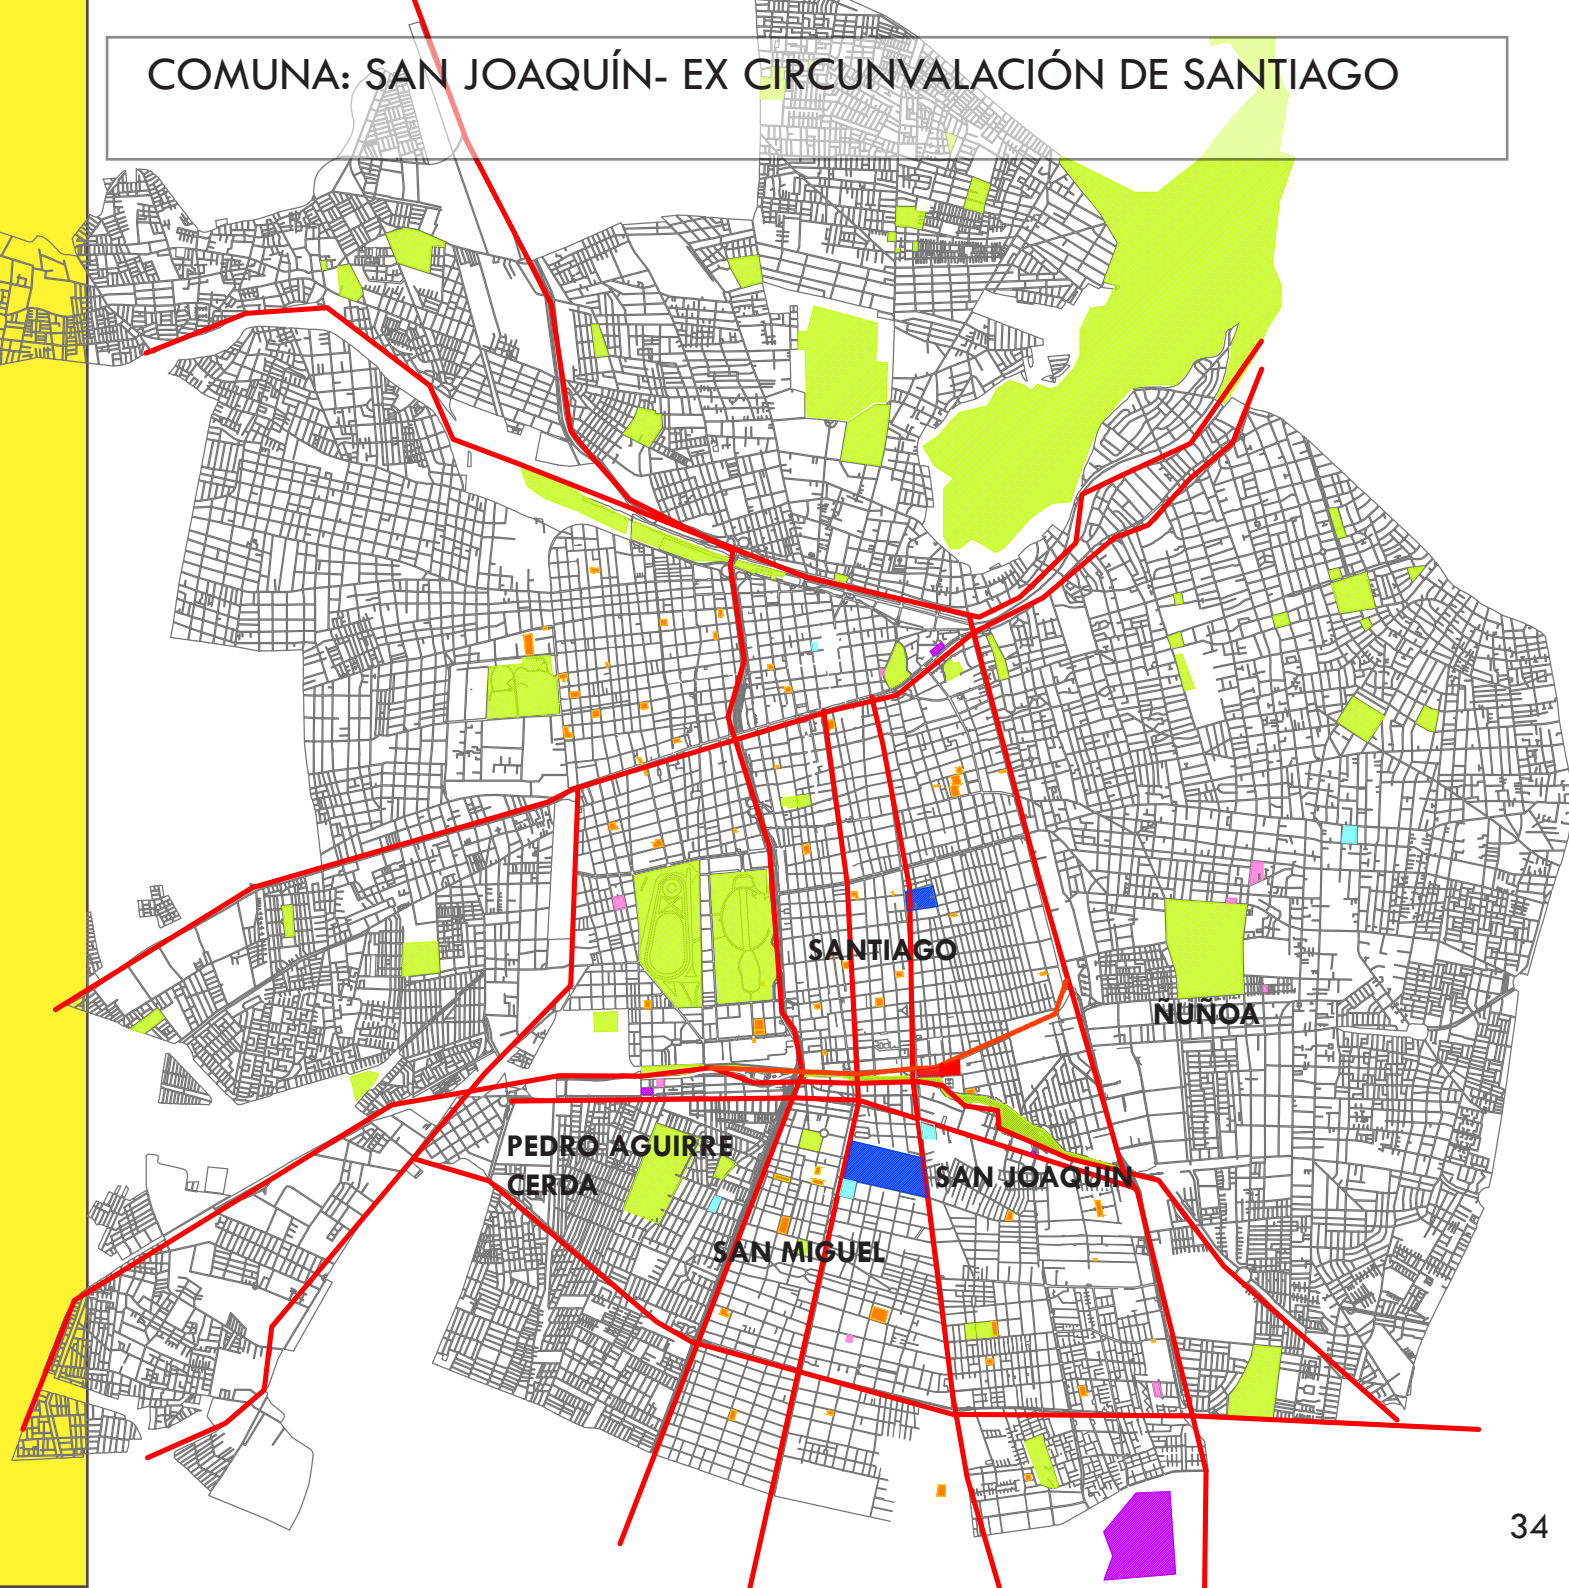 COMUNA: SAN JOAQUÍN- EX CIRCUNVALACIÓN DE SANTIAGO
SANTIAGO
ÑUÑOA
PEDRO AGUIRRE
CERDA
SAN JOAQUIN
SAN MIGUEL
34